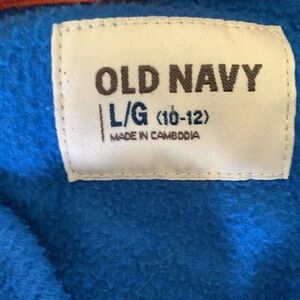 OLD NAVY
L/G (10-12)
MADE IN CAMBODIA